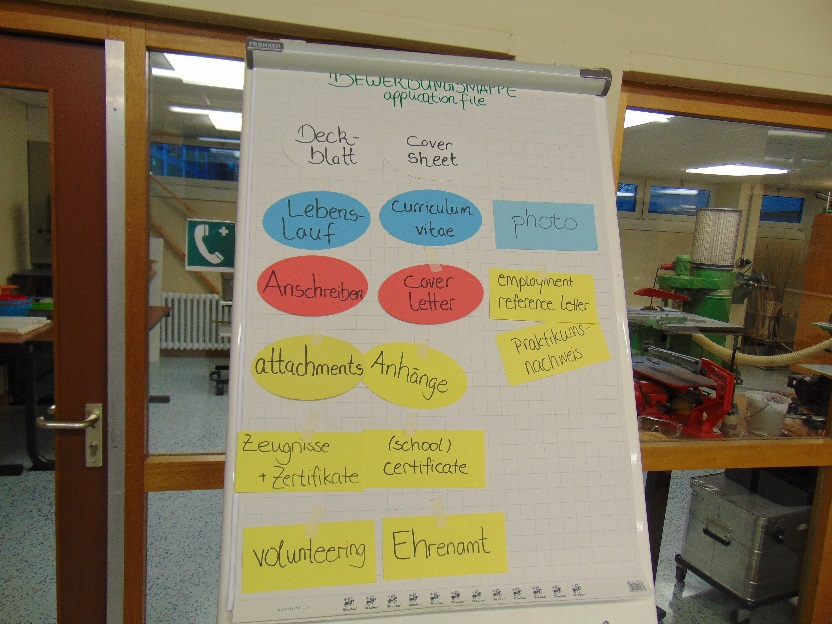 FRANKEN
BEWERBUNGSMAPPE
application file
Deck-
blatt
Cover
sheet
Lebens-
Lauf
Curriculum
vitae
photo
Anschreiben
Cover
Letter
employment
reference letter
Praktikums-
nachweis
attachments
Anhänge
Zeugnisse
+ Zertifikate
(school)
certificate
volunteering
Ehrenamt